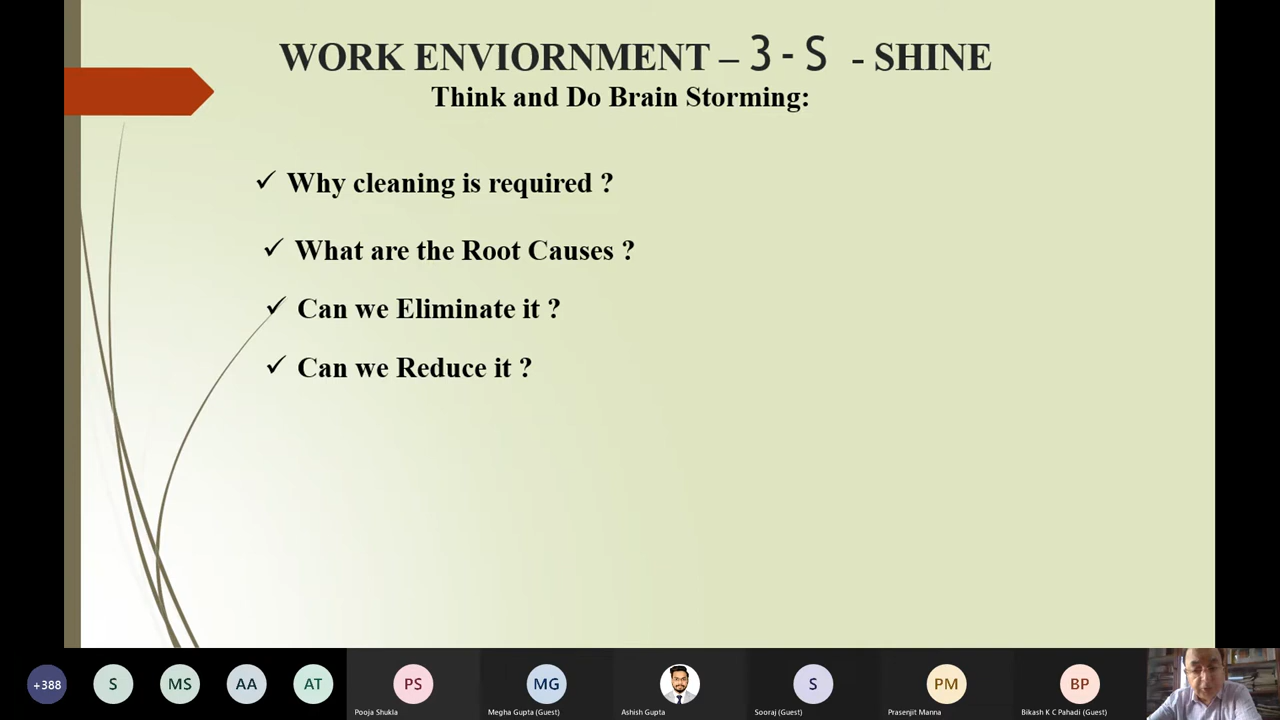 WORK ENVIORNMENT – 3 - S - SHINE
Think and Do Brain Storming:
✓ Why cleaning is required ?
✓ What are the Root Causes ?
✓ Can we Eliminate it ?
✓ Can we Reduce it ?
+388 S MS AA AT PS MG S PM BP
Pooja Shukla Megha Gupta (Guest) Ashish Gupta Sooraj (Guest) Prasenjit Manna Bikash K C Pahadi (Guest)